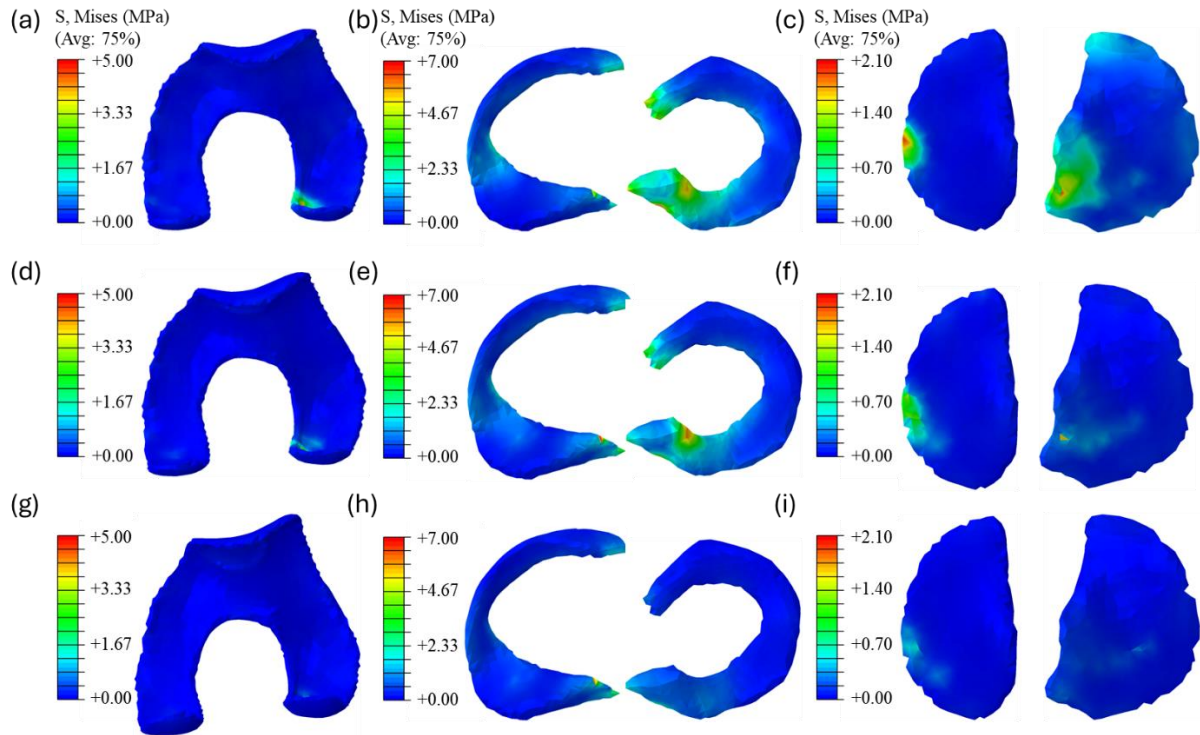 (a) S, Mises (MPa) (b) S, Mises (MPa) (c) S, Mises (MPa)
(Avg: 75%) (Avg: 75%) (Avg: 75%)
+5.00 +7.00 +2.10
+3.33 +4.67 +1.40
+1.67 +2.33 +0.70
+0.00 +0.00 +0.00
(d) (e) (f)
+5.00 +7.00 +2.10
+3.33 +4.67 +1.40
+1.67 +2.33 +0.70
+0.00 +0.00 +0.00
(g) (h) (i)
+5.00 +7.00 +2.10
+3.33 +4.67 +1.40
+1.67 +2.33 +0.70
+0.00 +0.00 +0.00